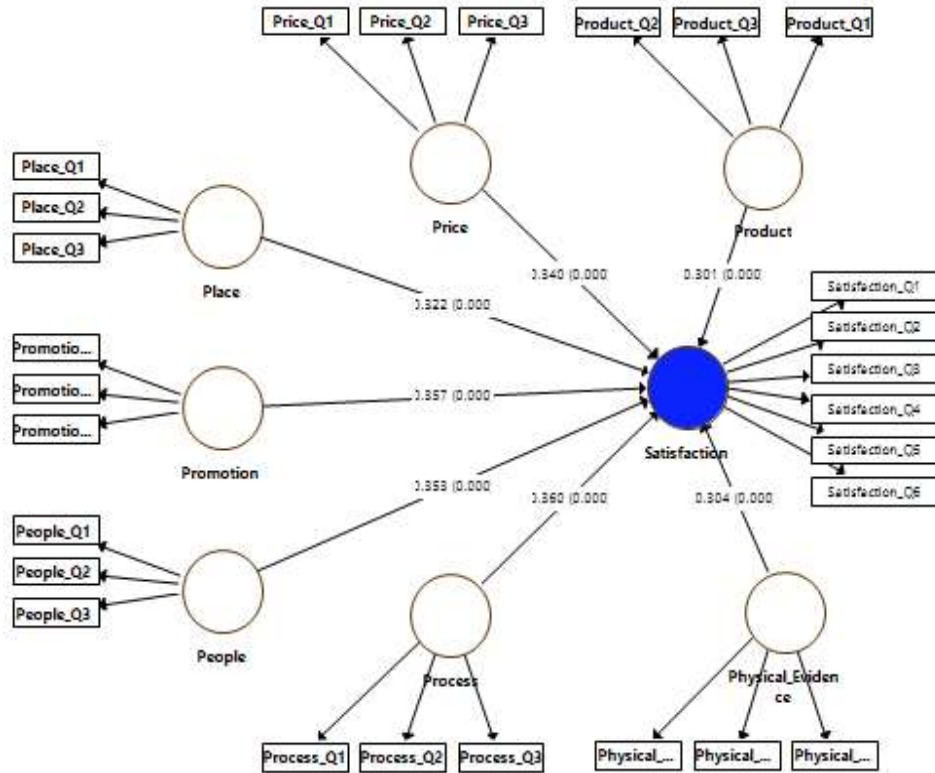 Price_Q1 Price_Q2 Price_Q3
Product_Q2 Product_Q3 Product_Q1
Price
Product
Place_Q1
Place_Q2
Place_Q3
Place
0.340 (0.000
0.301 (0.000
0.322 (0.000
Satisfaction_Q1
Satisfaction_Q2
Satisfaction_Q3
Satisfaction_Q4
Satisfaction_Q5
Satisfaction_Q6
Satisfaction
Promotio...
Promotio...
Promotio...
Promotion
0.357 (0.000
0.353 (0.000
0.360 (0.000
0.304 (0.000
People_Q1
People_Q2
People_Q3
People
Process
Physical_Eviden
ce
Process_Q1 Process_Q2 Process_Q3
Physical_... Physical_... Physical_...